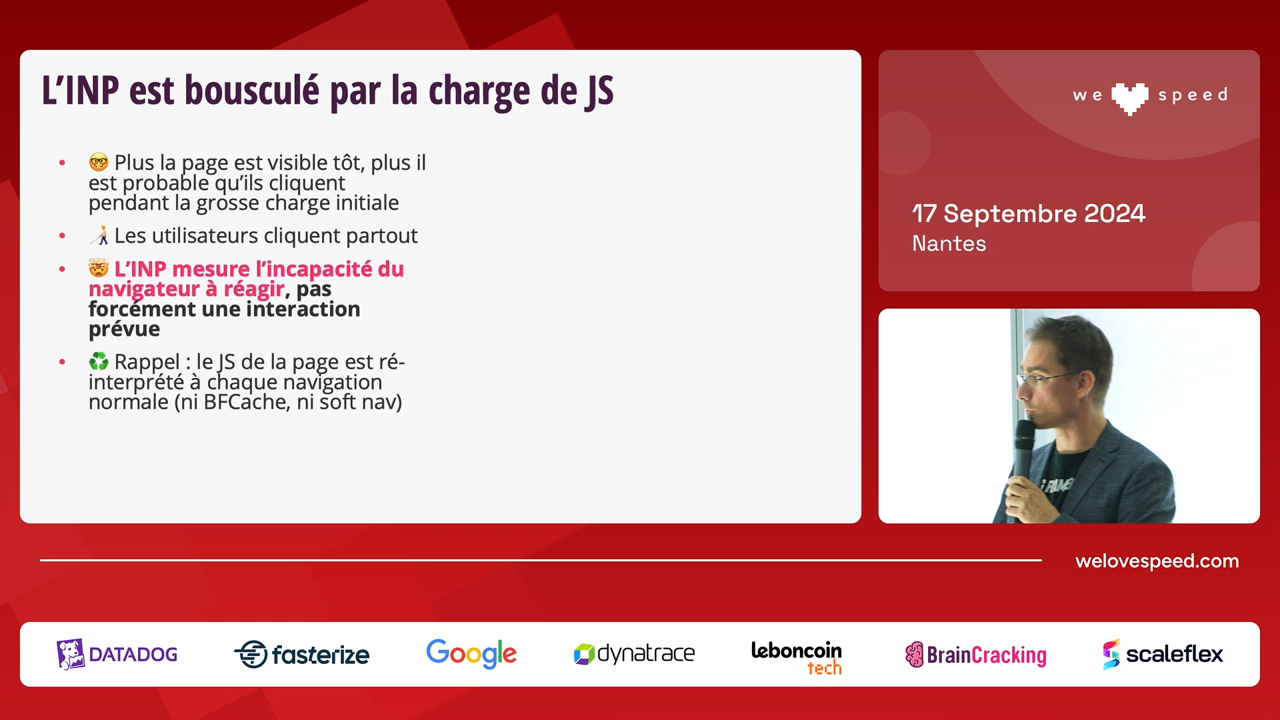 L'INP est bousculé par la charge de JS
• 🤓 Plus la page est visible tôt, plus il
est probable qu'ils cliquent
pendant la grosse charge initiale
• 👨‍🦯 Les utilisateurs cliquent partout
• 🤯 L'INP mesure l'incapacité du
navigateur à réagir, pas
forcément une interaction
prévue
• ♻️ Rappel : le JS de la page est ré-
interprété à chaque navigation
normale (ni BFCache, ni soft nav)
we speed
17 Septembre 2024
Nantes
welovespeed.com
DATADOG
fasterize
Google
dynatrace
leboncoin
tech
BrainCracking
scaleflex